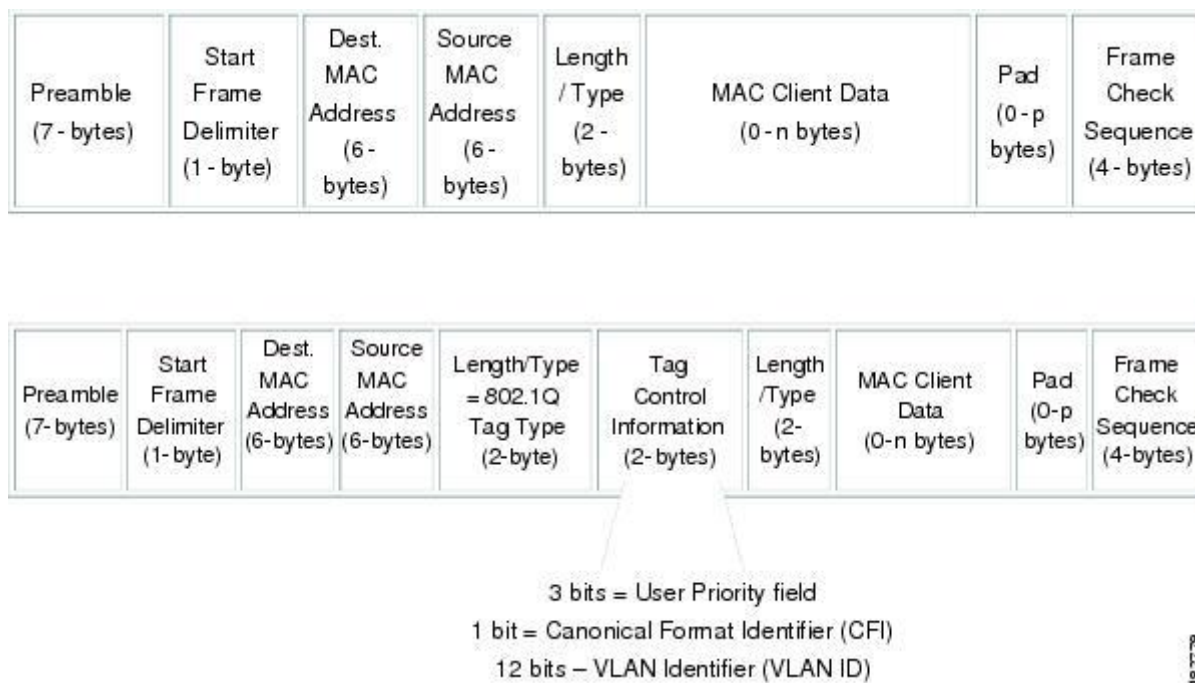 Preamble
(7 - bytes)
Start
Frame
Delimiter
(1 - byte)
Dest.
MAC
Address
(6 -
bytes)
Source
MAC
Address
(6 -
bytes)
Length
/ Type
(2 -
bytes)
MAC Client Data
(0 - n bytes)
Pad
(0 - p
bytes)
Frame
Check
Sequence
(4 - bytes)
Preamble
(7- bytes)
Start
Frame
Delimiter
(1- byte)
Dest.
MAC
Address
(6-bytes)
Source
MAC
Address
(6-bytes)
Length/Type
= 802.1Q
Tag Type
(2-byte)
Tag
Control
Information
(2- bytes)
Length
/Type
(2-
bytes)
MAC Client
Data
(0-n bytes)
Pad
(0-p
bytes)
Frame
Check
Sequence
(4-bytes)
3 bits = User Priority field
1 bit = Canonical Format Identifier (CFI)
12 bits – VLAN Identifier (VLAN ID)